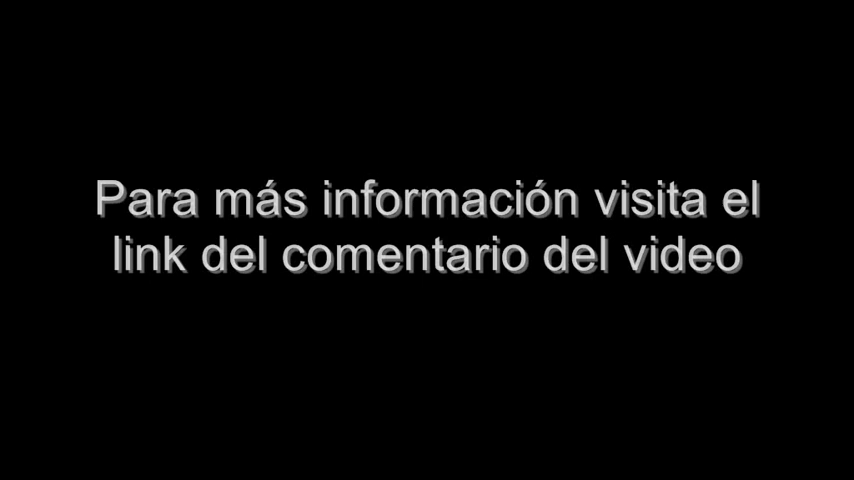 Para más información visita el
link del comentario del video